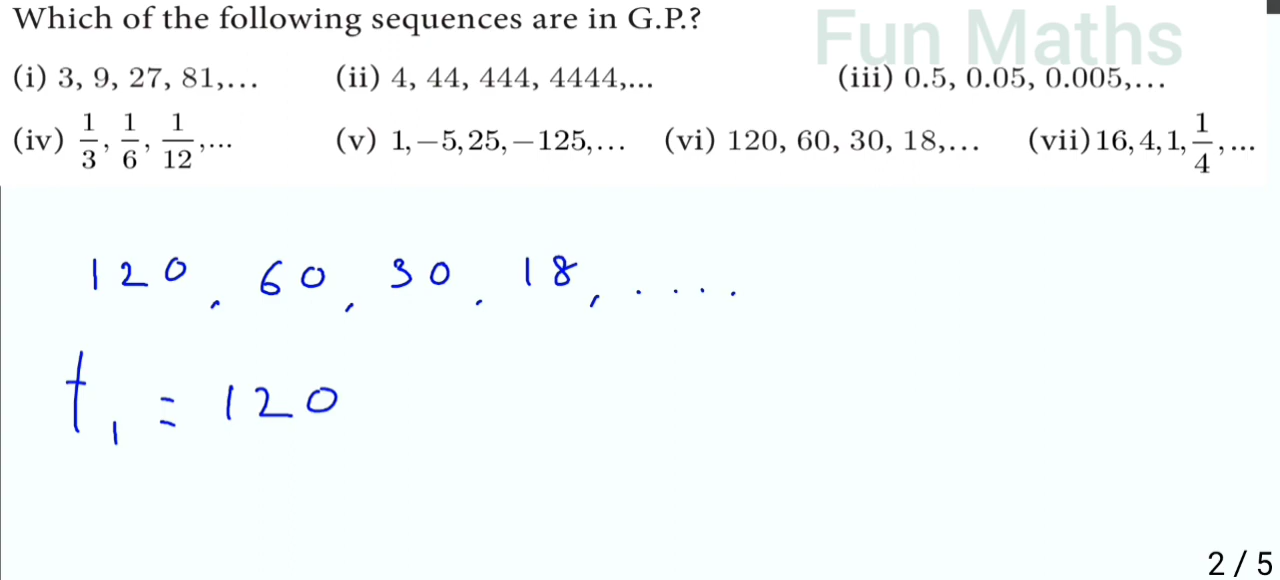 Which of the following sequences are in G.P.?
Fun Maths
(i) 3, 9, 27, 81,... (ii) 4, 44, 444, 4444,... (iii) 0.5, 0.05, 0.005,...
(iv) 1/3, 1/6, 1/12,... (v) 1,−5,25,−125,... (vi) 120, 60, 30, 18,... (vii) 16,4,1,1/4,...
120, 60, 30, 18, ....
t₁ = 120
2 / 5